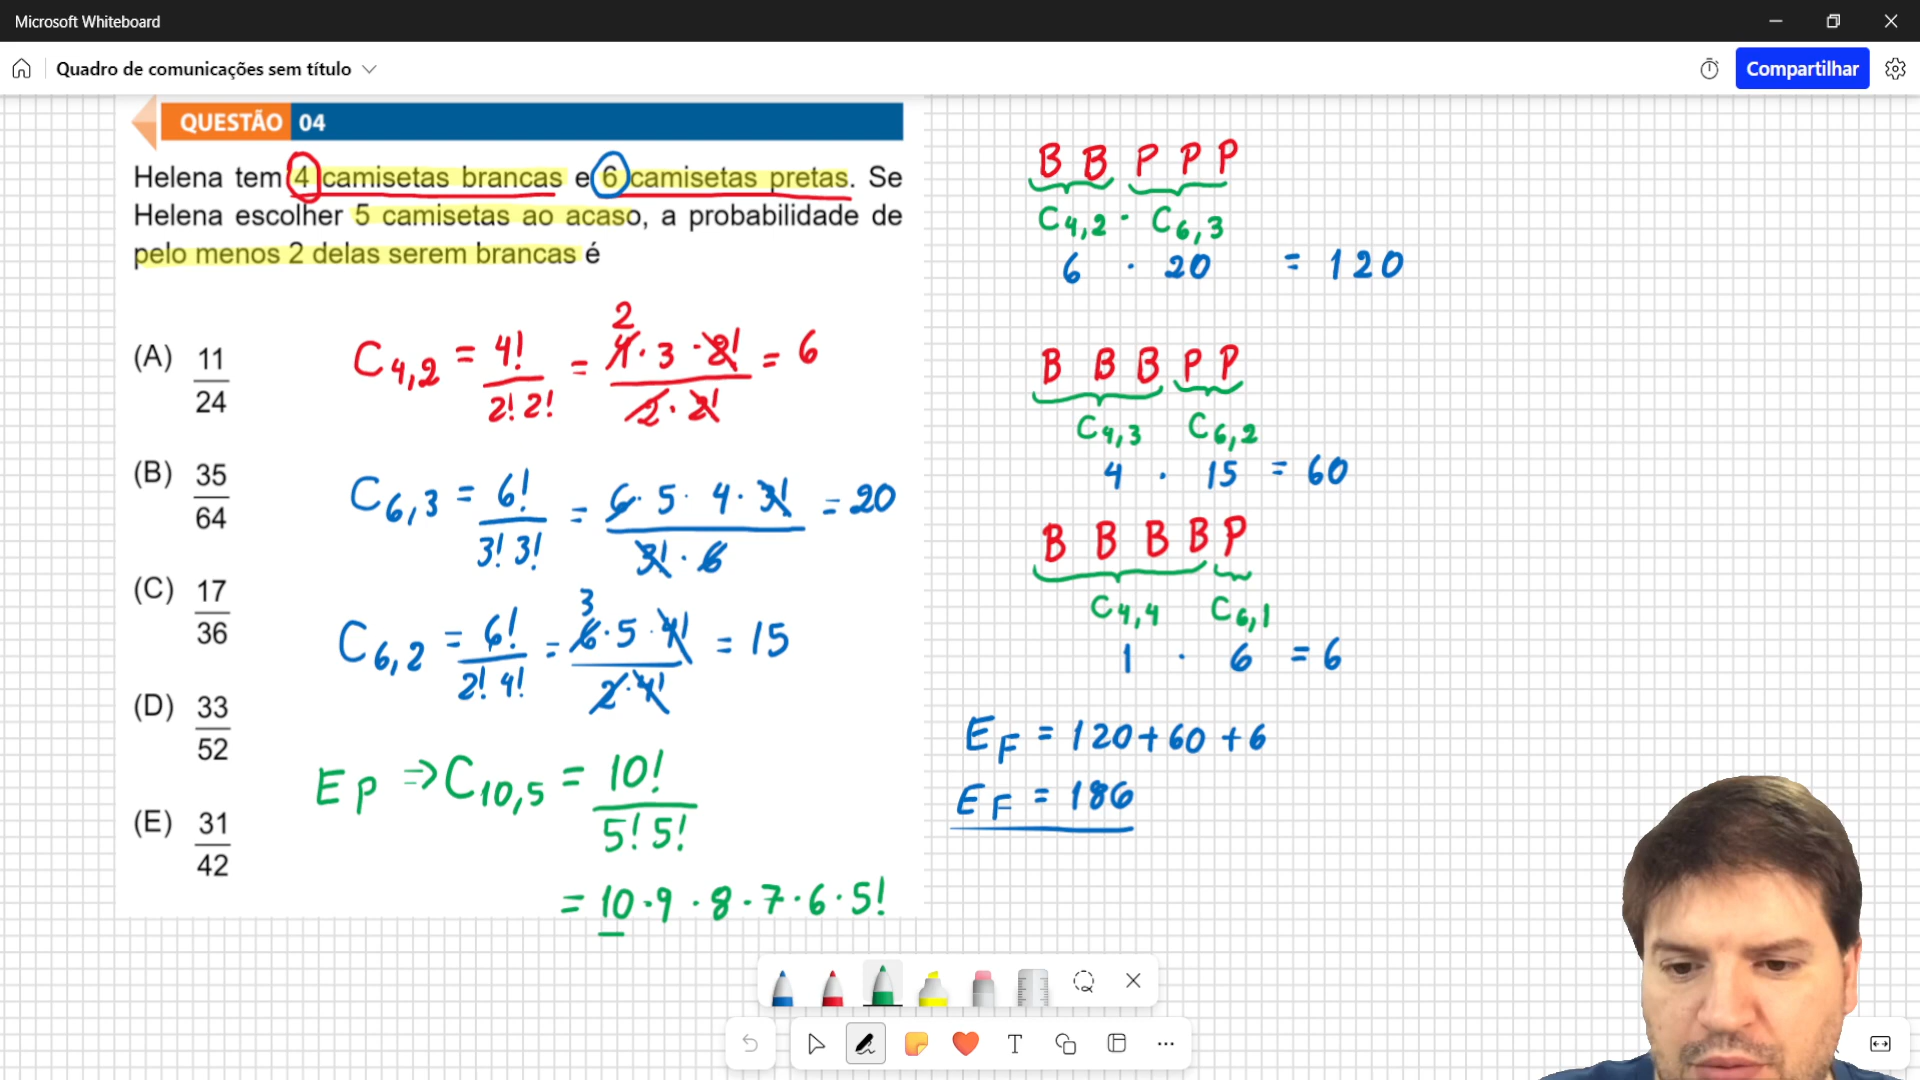 Microsoft Whiteboard
Quadro de comunicações sem título
Compartilhar
QUESTÃO 04
Helena tem 4 camisetas brancas e 6 camisetas pretas. Se
Helena escolher 5 camisetas ao acaso, a probabilidade de
pelo menos 2 delas serem brancas é
(A) 11/24
(B) 35/64
(C) 17/36
(D) 33/52
(E) 31/42
C4,2 = 4!/2! 2! = 2 4 · 3 · 2!/2 · 2! = 6
C6,3 = 6!/3! 3! = 6 · 5 · 4 · 3!/3! · 6 = 20
C6,2 = 6!/2! 4! = 3 6 · 5 · 4!/2 · 4! = 15
Ep ⇒ C10,5 = 10!/5! 5!
= 10 · 9 · 8 · 7 · 6 · 5!
B B P P P
C4,2 · C6,3
6 · 20 = 120
B B B P P
C4,3 C6,2
4 · 15 = 60
B B B B P
C4,4 C6,1
1 · 6 = 6
EF = 120 + 60 + 6
EF = 186
T